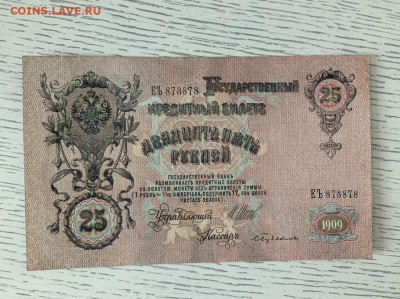 COINS.ЛАVE.RU
ЕЪ 873878
ГОСУДАРСТВЕННЫЙ
КРЕДИТНЫЙ БИЛЕТЪ
25
ДВАДЦАТЬ ПЯТЬ
РУБЛЕЙ
ГОСУДАРСТВЕННЫЙ БАНКЪ
РАЗМѢНИВАЕТЪ КРЕДИТНЫЕ БИЛЕТЫ
НА ЗОЛОТУЮ МОНЕТУ БЕЗЪ ОГРАНИЧЕНІЯ СУММЫ
(1 РУБЛЬ = 1/15 ИМПЕРІАЛА, СОДЕРЖИТЪ 17,424 ДОЛЕЙ
ЧИСТАГО ЗОЛОТА)
ЕЪ 873878
25
Управляющій
1909
Кассиръ